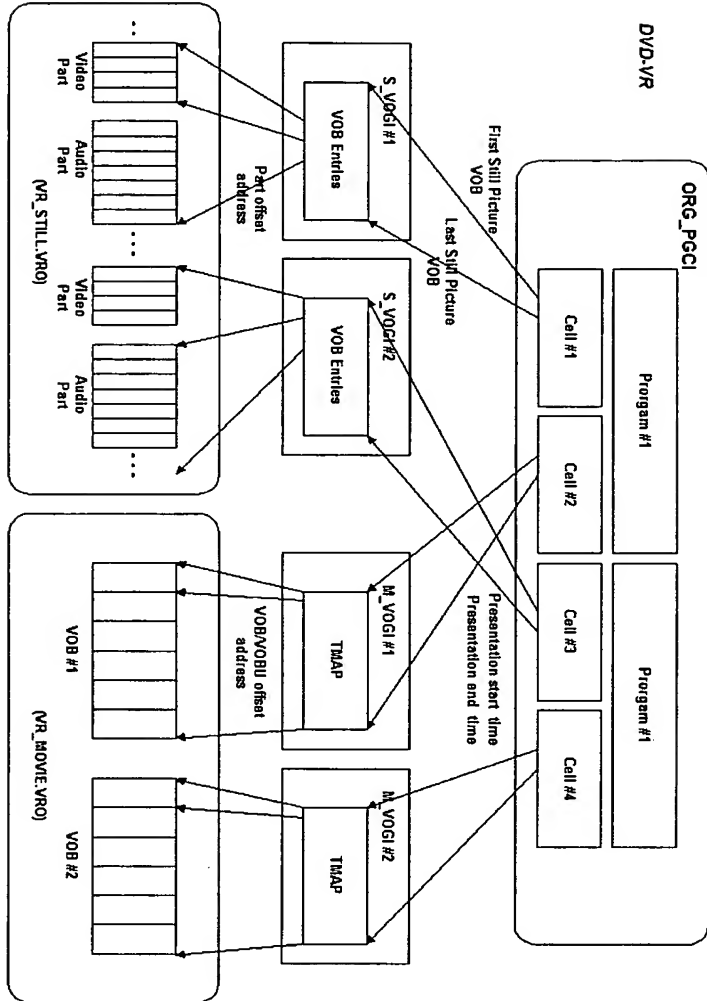 DVD-VR
ORG_PGCI
Prorgam #1
Prorgam #1
Cell #1
Cell #2
Cell #3
Cell #4
First Still Picture
VOB
Last Still Picture
VOB
Presentation start time
Presentation end time
S_VOGI #1
VOB Entries
S_VOGI #2
VOB Entries
M_VOGI #1
TMAP
M_VOGI #2
TMAP
Part offset
address
VOB/VOBU offset
address
Video
Part
Audio
Part
Video
Part
Audio
Part
VOB #1
VOB #2
(VR_STILL.VRO)
(VR_MOVIE.VRO)